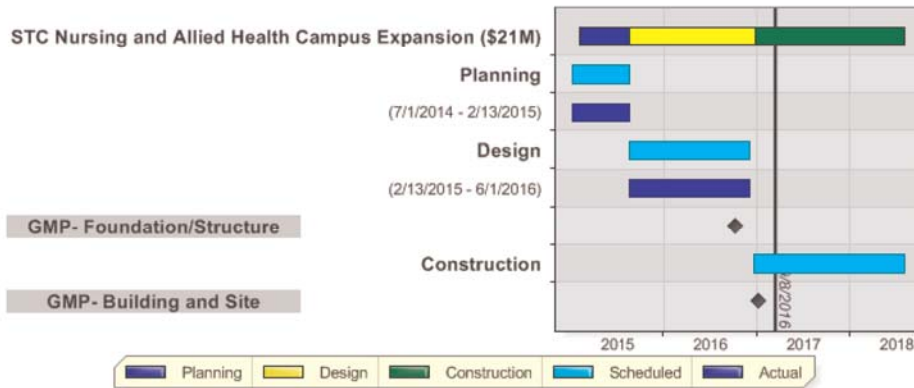 STC Nursing and Allied Health Campus Expansion ($21M)
Planning
(7/1/2014 - 2/13/2015)
Design
(2/13/2015 - 6/1/2016)
GMP- Foundation/Structure
Construction
GMP- Building and Site
9/8/2016
2015 2016 2017 2018
Planning Design Construction Scheduled Actual